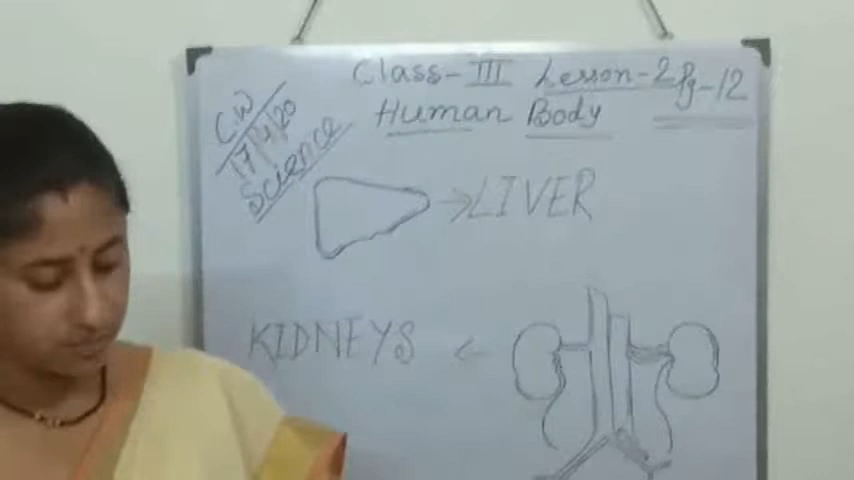 Class-III Lesson-2 Pg-12
Human Body
C.W
17/4/20
Science
→LIVER
KIDNEYS ←